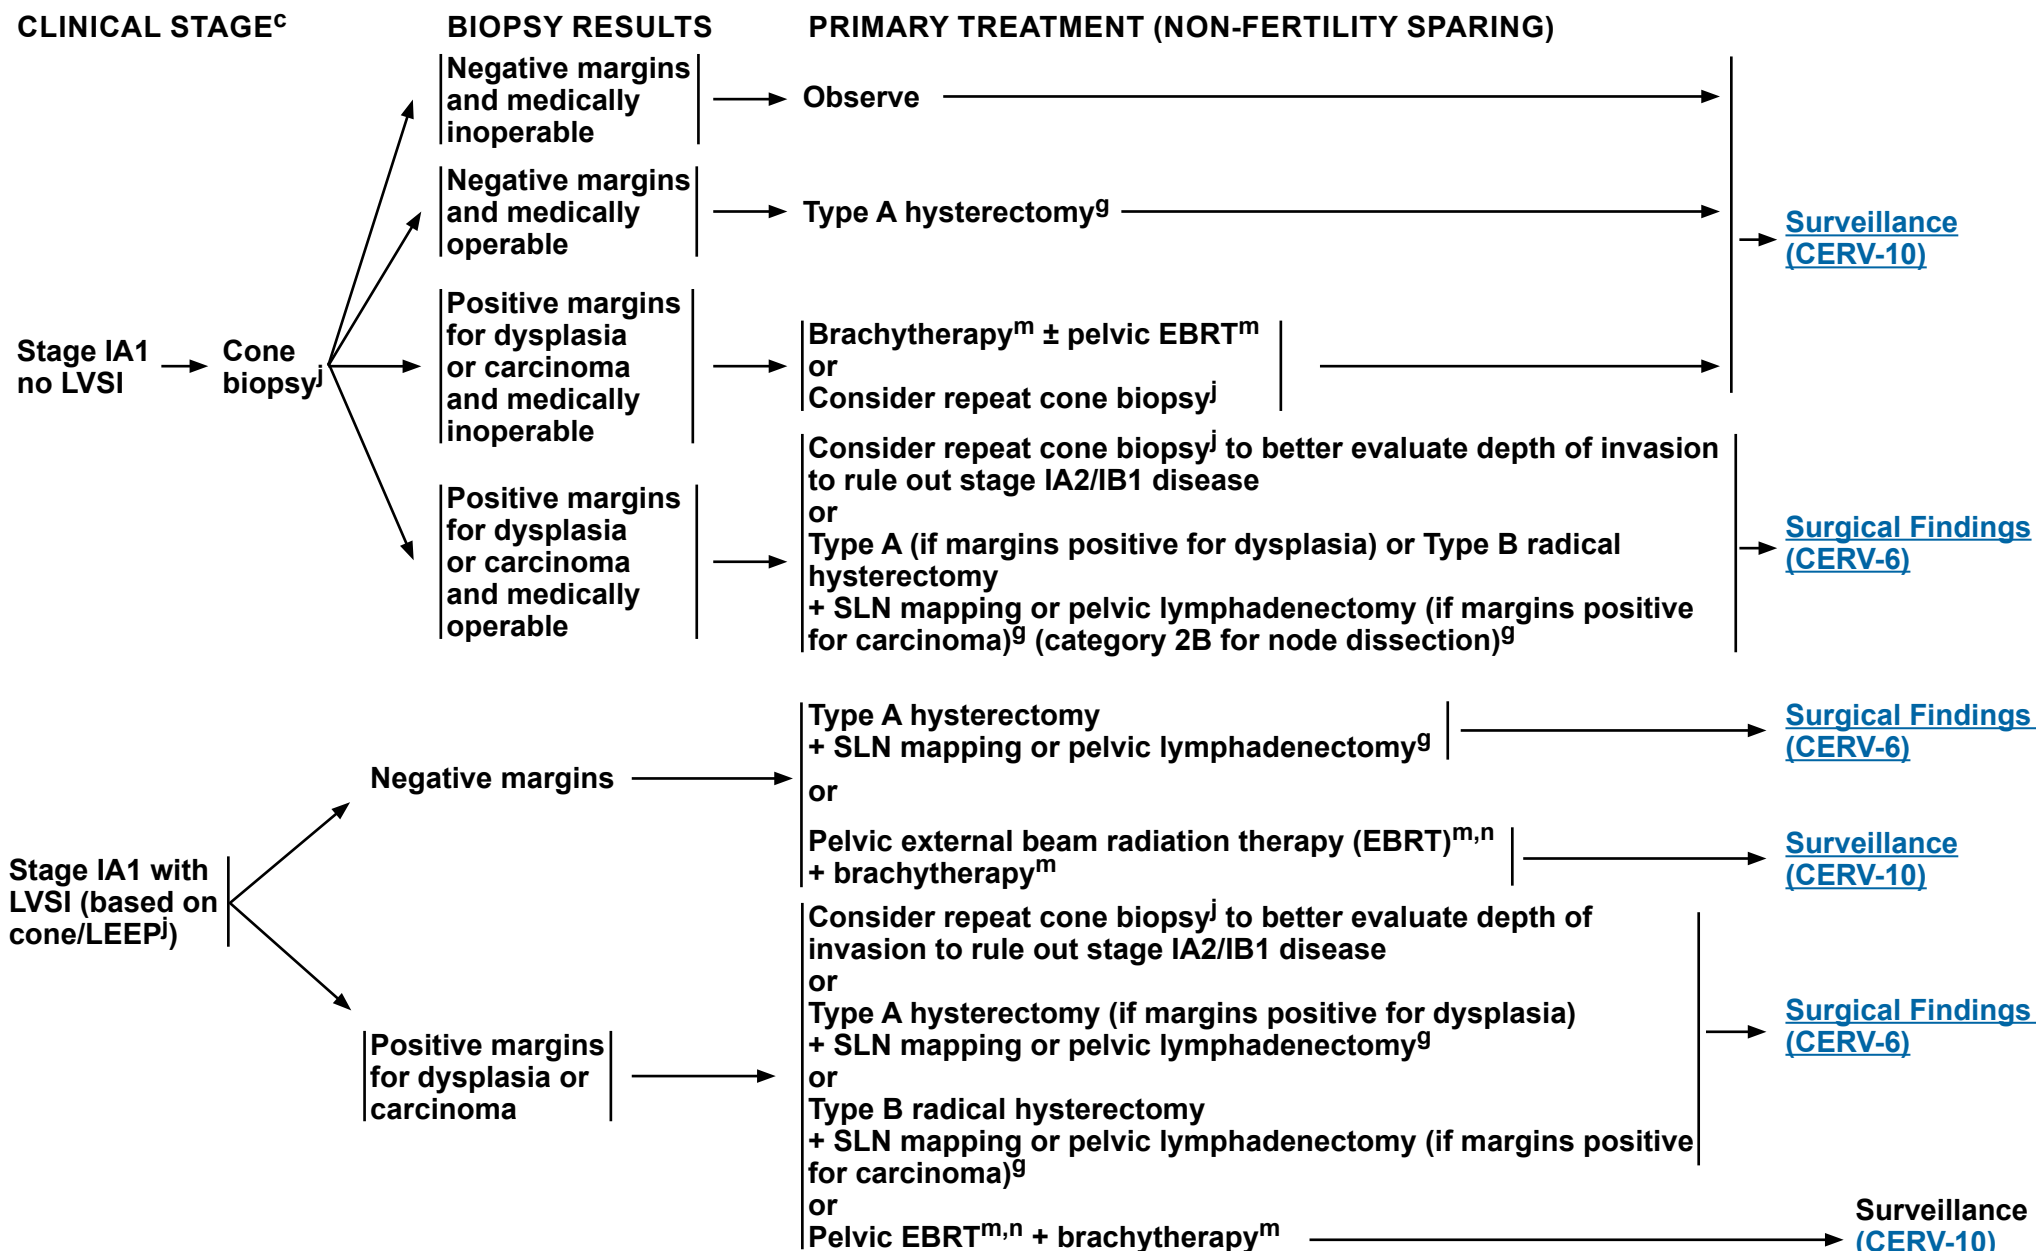 CLINICAL STAGEc
BIOPSY RESULTS
PRIMARY TREATMENT (NON-FERTILITY SPARING)
Stage IA1
no LVSI
Cone
biopsyj
Negative margins
and medically
inoperable
Observe
Negative margins
and medically
operable
Type A hysterectomyg
Surveillance
(CERV-10)
Positive margins
for dysplasia
or carcinoma
and medically
inoperable
Brachytherapym ± pelvic EBRTm
or
Consider repeat cone biopsyj
Positive margins
for dysplasia
or carcinoma
and medically
operable
Consider repeat cone biopsyj to better evaluate depth of invasion
to rule out stage IA2/IB1 disease
or
Type A (if margins positive for dysplasia) or Type B radical
hysterectomy
+ SLN mapping or pelvic lymphadenectomy (if margins positive
for carcinoma)g (category 2B for node dissection)g
Surgical Findings
(CERV-6)
Stage IA1 with
LVSI (based on
cone/LEEPj)
Negative margins
Type A hysterectomy
+ SLN mapping or pelvic lymphadenectomyg
Surgical Findings
(CERV-6)
or
Pelvic external beam radiation therapy (EBRT)m,n
+ brachytherapym
Surveillance
(CERV-10)
Positive margins
for dysplasia or
carcinoma
Consider repeat cone biopsyj to better evaluate depth of
invasion to rule out stage IA2/IB1 disease
or
Type A hysterectomy (if margins positive for dysplasia)
+ SLN mapping or pelvic lymphadenectomyg
or
Type B radical hysterectomy
+ SLN mapping or pelvic lymphadenectomy (if margins positive
for carcinoma)g
Surgical Findings
(CERV-6)
or
Pelvic EBRTm,n + brachytherapym
Surveillance
(CERV-10)